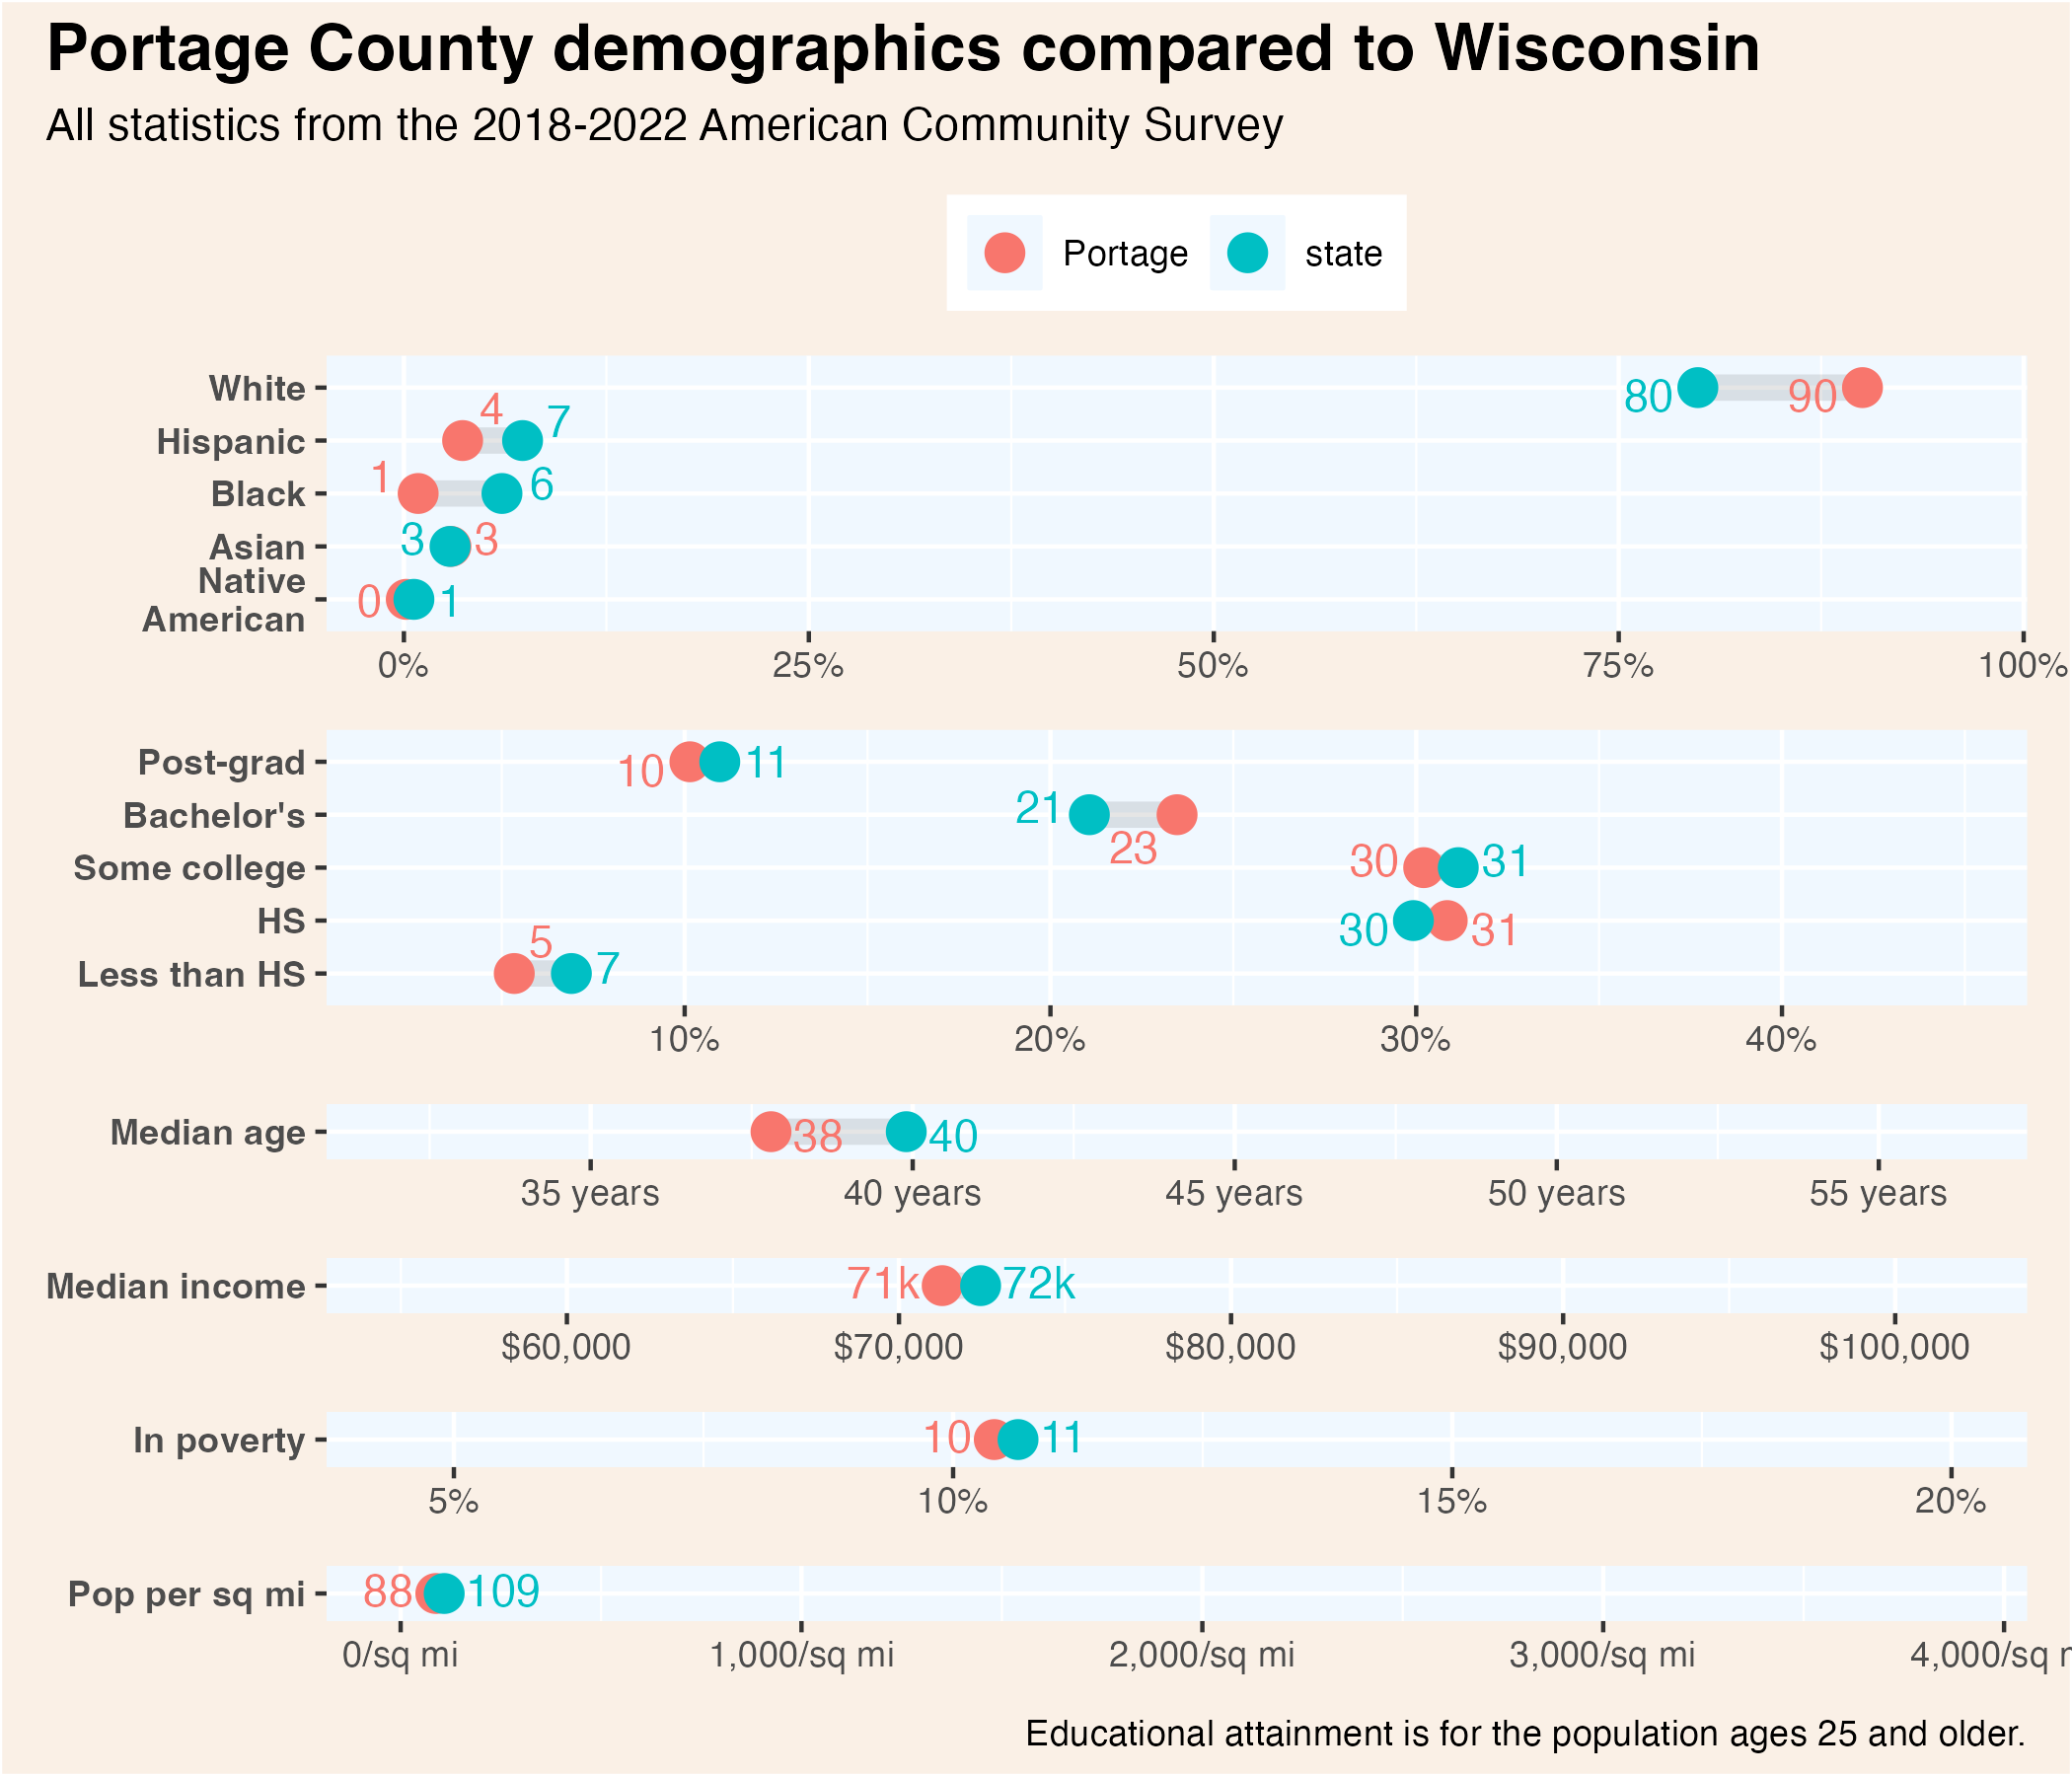 Portage County demographics compared to Wisconsin
All statistics from the 2018-2022 American Community Survey
Portage state
White 80 90
Hispanic 4 7
Black 1 6
Asian 3 3
Native
American 0 1
0% 25% 50% 75% 100%
Post-grad 10 11
Bachelor's 21 23
Some college 30 31
HS 30 31
Less than HS 5 7
10% 20% 30% 40%
Median age 38 40
35 years 40 years 45 years 50 years 55 years
Median income 71k 72k
$60,000 $70,000 $80,000 $90,000 $100,000
In poverty 10 11
5% 10% 15% 20%
Pop per sq mi 88 109
0/sq mi 1,000/sq mi 2,000/sq mi 3,000/sq mi 4,000/sq
Educational attainment is for the population ages 25 and older.